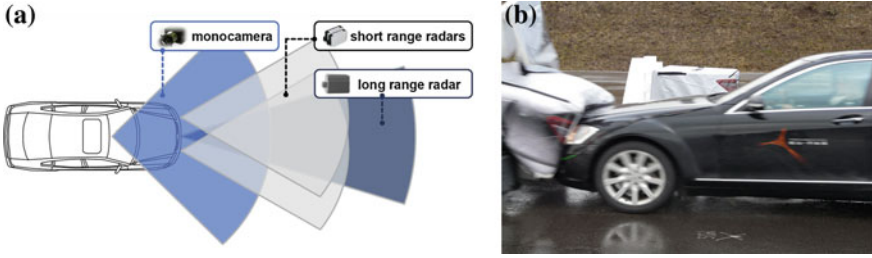 (a)
monocamera
short range radars
long range radar
(b)